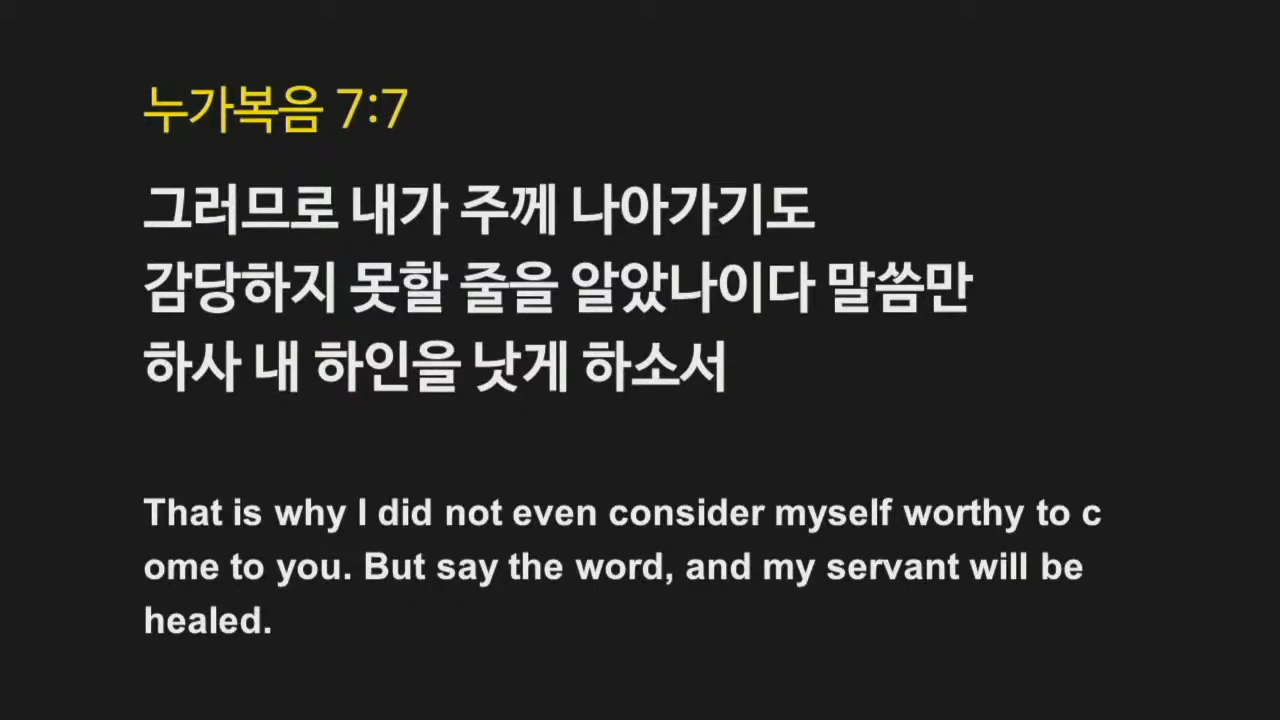 누가복음 7:7
그러므로 내가 주께 나아가기도
감당하지 못할 줄을 알았나이다 말씀만
하사 내 하인을 낫게 하소서
That is why I did not even consider myself worthy to c
ome to you. But say the word, and my servant will be
healed.